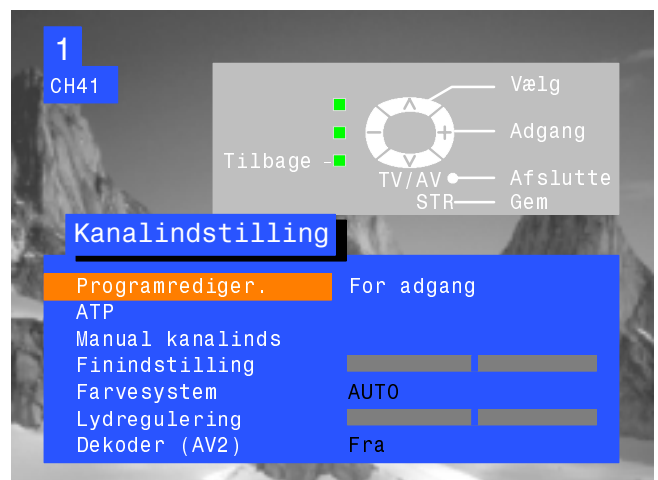 1
CH41
Vælg
Adgang
Tilbage
TV/AV Afslutte
STR Gem
Kanalindstilling
Programrediger. For adgang
ATP
Manual kanalinds
Finindstilling
Farvesystem AUTO
Lydregulering
Dekoder (AV2) Fra